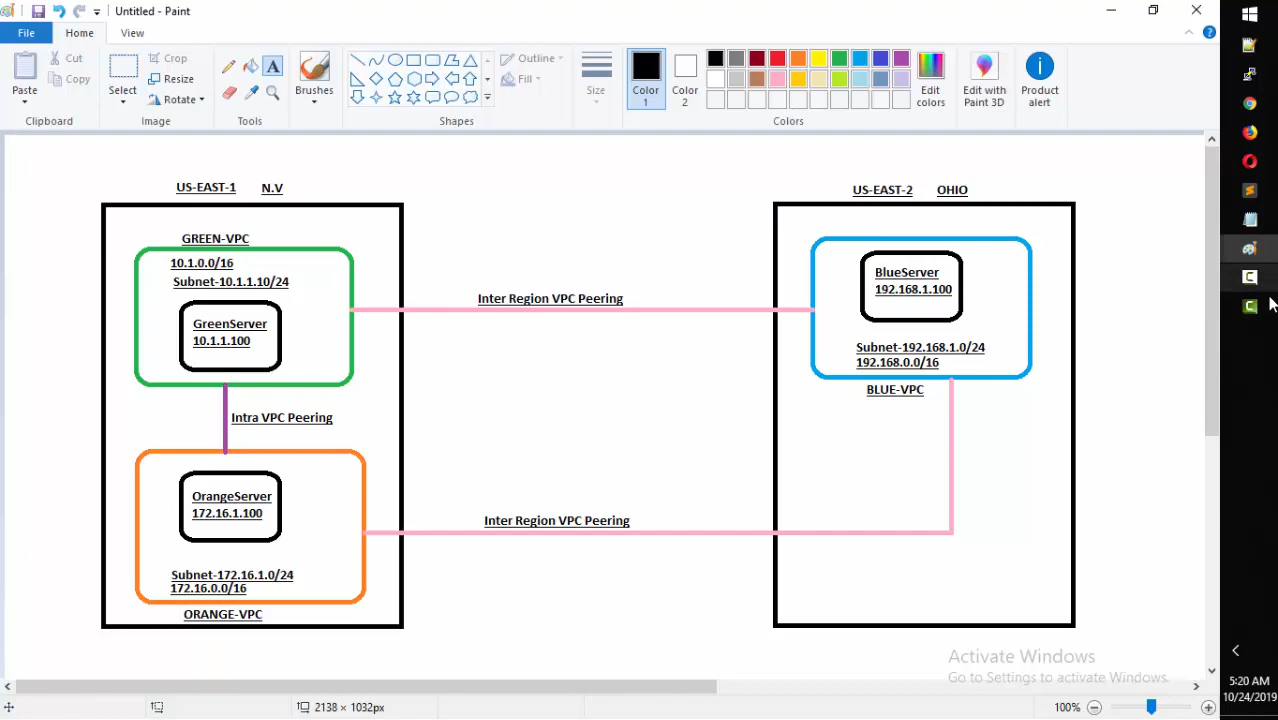 Untitled - Paint
File
Home
View
Paste
Cut
Copy
Clipboard
Select
Crop
Resize
Rotate
Image
A
Tools
Brushes
Shapes
Outline
Fill
Size
Color 1
Color 2
Colors
Edit colors
Edit with Paint 3D
Product alert
US-EAST-1 N.V
GREEN-VPC
10.1.0.0/16
Subnet-10.1.1.10/24
GreenServer
10.1.1.100
Intra VPC Peering
OrangeServer
172.16.1.100
Subnet-172.16.1.0/24
172.16.0.0/16
ORANGE-VPC
Inter Region VPC Peering
Inter Region VPC Peering
US-EAST-2 OHIO
BlueServer
192.168.1.100
Subnet-192.168.1.0/24
192.168.0.0/16
BLUE-VPC
Activate Windows
Go to Settings to activate Windows.
2138 × 1032px
100%
5:20 AM
10/24/2019